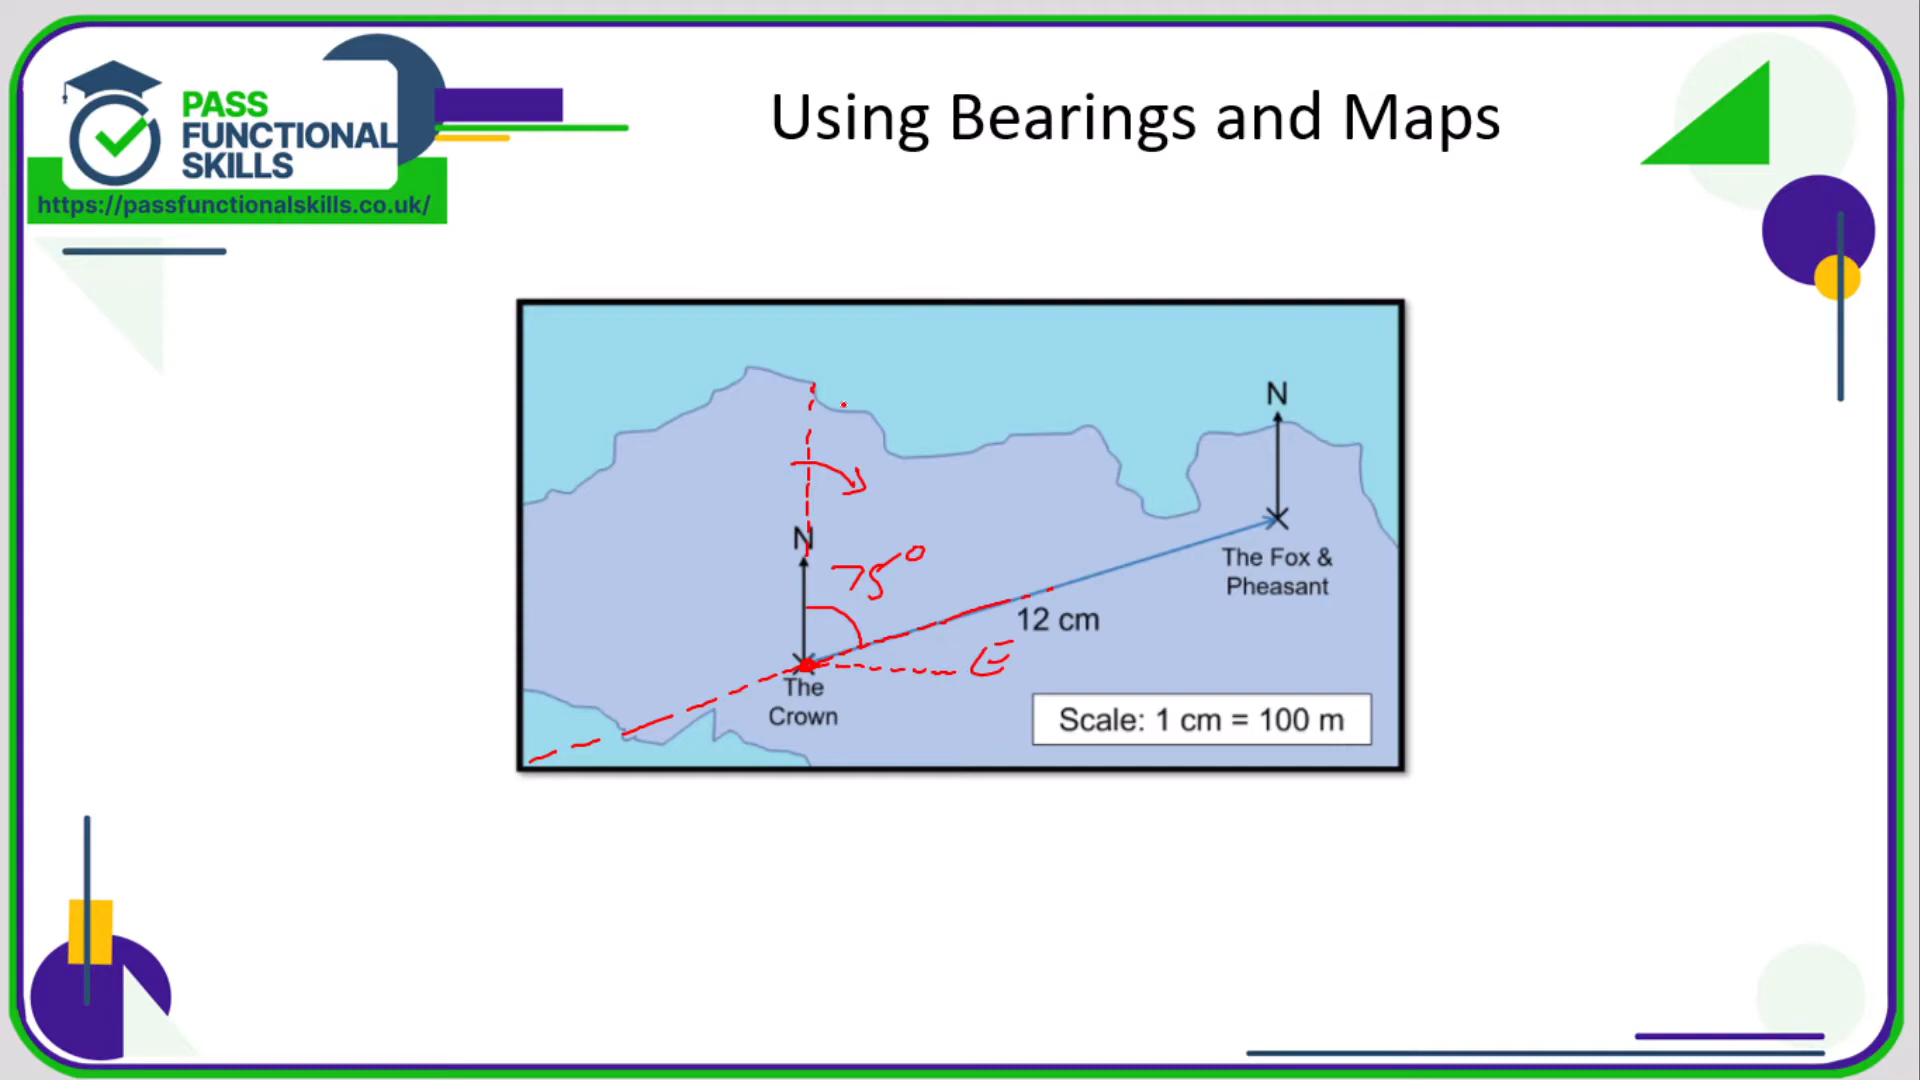 PASS
FUNCTIONAL
SKILLS
https://passfunctionalskills.co.uk/
Using Bearings and Maps
N
N
75°
The Fox &
Pheasant
12 cm
E
The
Crown
Scale: 1 cm = 100 m